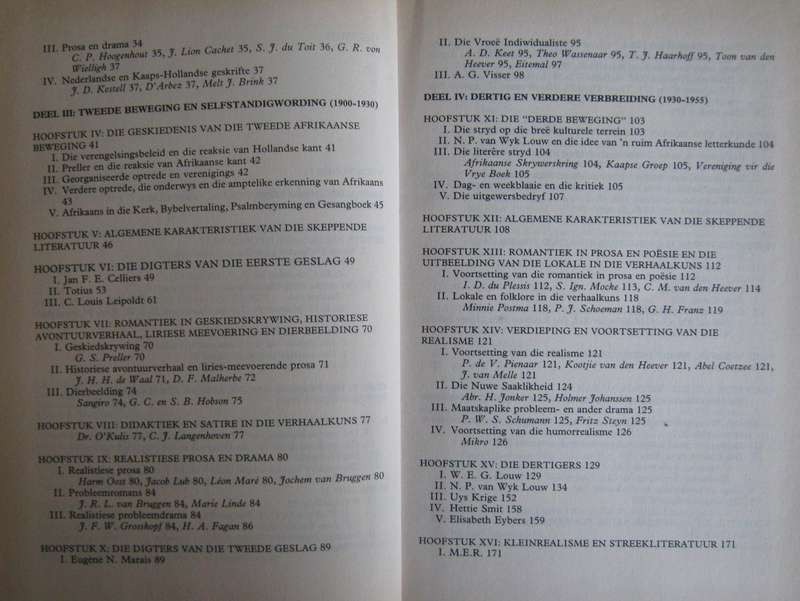 III. Prosa en drama 34
C. P. Hoogenhout 35, J. Lion Cachet 35, S. J. du Toit 36, G. R. von
Wielligh 37
IV. Nederlandse en Kaaps-Hollandse geskrifte 37
J. D. Kestell 37, D'Arbez 37, Melt J. Brink 37
DEEL III: TWEEDE BEWEGING EN SELFSTANDIGWORDING (1900-1930)
HOOFSTUK IV: DIE GESKIEDENIS VAN DIE TWEEDE AFRIKAANSE
BEWEGING 41
I. Die verengelsingsbeleid en die reaksie van Hollandse kant 41
II. Preller en die reaksie van Afrikaanse kant 42
III. Georganiseerde optrede en verenigings 42
IV. Verdere optrede, die onderwys en die amptelike erkenning van Afrikaans
43
V. Afrikaans in die Kerk, Bybelvertaling, Psalmberyming en Gesangboek 45
HOOFSTUK V: ALGEMENE KARAKTERISTIEK VAN DIE SKEPPENDE
LITERATUUR 46
HOOFSTUK VI: DIE DIGTERS VAN DIE EERSTE GESLAG 49
I. Jan F. E. Celliers 49
II. Totius 53
III. C. Louis Leipoldt 61
HOOFSTUK VII: ROMANTIEK IN GESKIEDSKRYWING, HISTORIESE
AVONTUURVERHAAL, LIRIESE MEEVOERING EN DIERBEELDING 70
I. Geskiedskrywing 70
G. S. Preller 70
II. Historiese avontuurverhaal en liries-meevoerende prosa 71
J. H. H. de Waal 71, D. F. Malherbe 72
III. Dierbeelding 74
Sangiro 74, G. C. en S. B. Hobson 75
HOOFSTUK VIII: DIDAKTIEK EN SATIRE IN DIE VERHAALKUNS 77
Dr. O'Kulis 77, C. J. Langenhoven 77
HOOFSTUK IX: REALISTIESE PROSA EN DRAMA 80
I. Realistiese prosa 80
Harm Oost 80, Jacob Lub 80, Léon Maré 80, Jochem van Bruggen 80
II. Probleemromans 84
J. R. L. van Bruggen 84, Marie Linde 84
III. Realistiese probleemdrama 84
J. F. W. Grosskopf 84, H. A. Fagan 86
HOOFSTUK X: DIE DIGTERS VAN DIE TWEEDE GESLAG 89
I. Eugène N. Marais 89
II. Die Vroeë Indiwidualiste 95
A. D. Keet 95, Theo Wassenaar 95, T. J. Haarhoff 95, Toon van den
Heever 95, Eitemal 97
III. A. G. Visser 98
DEEL IV: DERTIG EN VERDERE VERBREIDING (1930-1955)
HOOFSTUK XI: DIE "DERDE BEWEGING" 103
I. Die stryd op die breë kulturele terrein 103
II. N. P. van Wyk Louw en die idee van 'n ruim Afrikaanse letterkunde 104
III. Die literêre stryd 104
Afrikaanse Skrywerskring 104, Kaapse Groep 105, Vereniging vir die
Vrye Boek 105
IV. Dag- en weekblaaie en die kritiek 105
V. Die uitgewersbedryf 107
HOOFSTUK XII: ALGEMENE KARAKTERISTIEK VAN DIE SKEPPENDE
LITERATUUR 108
HOOFSTUK XIII: ROMANTIEK IN PROSA EN POËSIE EN DIE
UITBEELDING VAN DIE LOKALE IN DIE VERHAALKUNS 112
I. Voortsetting van die romantiek in prosa en poësie 112
I. D. du Plessis 112, S. Ign. Mocke 113, C. M. van den Heever 114
II. Lokale en folklore in die verhaalkuns 118
Minnie Postma 118, P. J. Schoeman 118, G. H. Franz 119
HOOFSTUK XIV: VERDIEPING EN VOORTSETTING VAN DIE
REALISME 121
I. Voortsetting van die realisme 121
P. de V. Pienaar 121, Kootjie van den Heever 121, Abel Coetzee 121,
J. van Melle 121
II. Die Nuwe Saaklikheid 124
Abr. H. Jonker 125, Holmer Johanssen 125
III. Maatskaplike probleem- en ander drama 125
P. W. S. Schumann 125, Fritz Steyn 125
IV. Voortsetting van die humorrealisme 126
Mikro 126
HOOFSTUK XV: DIE DERTIGERS 129
I. W. E. G. Louw 129
II. N. P. van Wyk Louw 134
III. Uys Krige 152
IV. Hettie Smit 158
V. Elisabeth Eybers 159
HOOFSTUK XVI: KLEINREALISME EN STREEKLITERATUUR 171
I. M.E.R. 171